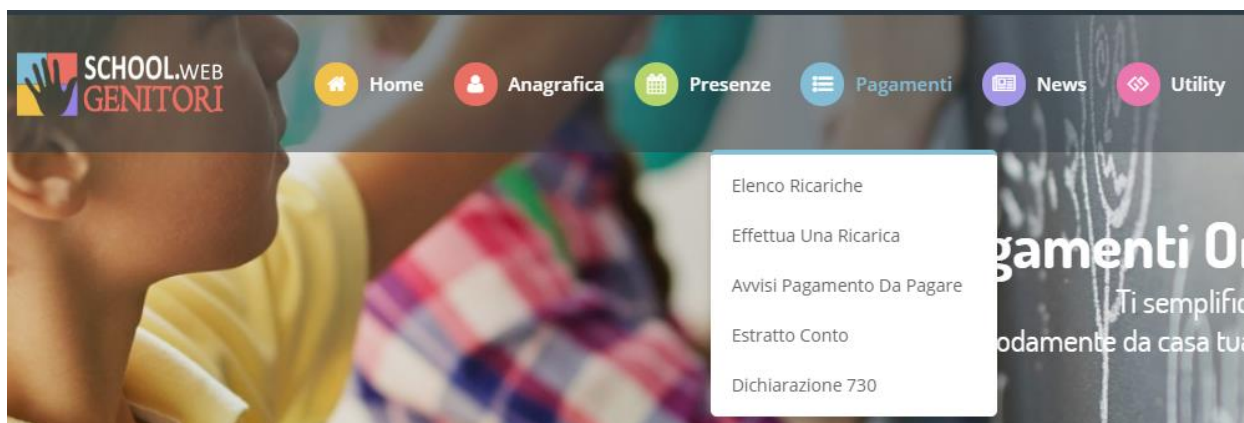 SCHOOL.WEB
GENITORI
Home
Anagrafica
Presenze
Pagamenti
News
Utility
Elenco Ricariche
Effettua Una Ricarica
Avvisi Pagamento Da Pagare
Estratto Conto
Dichiarazione 730
gamenti O
Ti semplific
odamente da casa tua